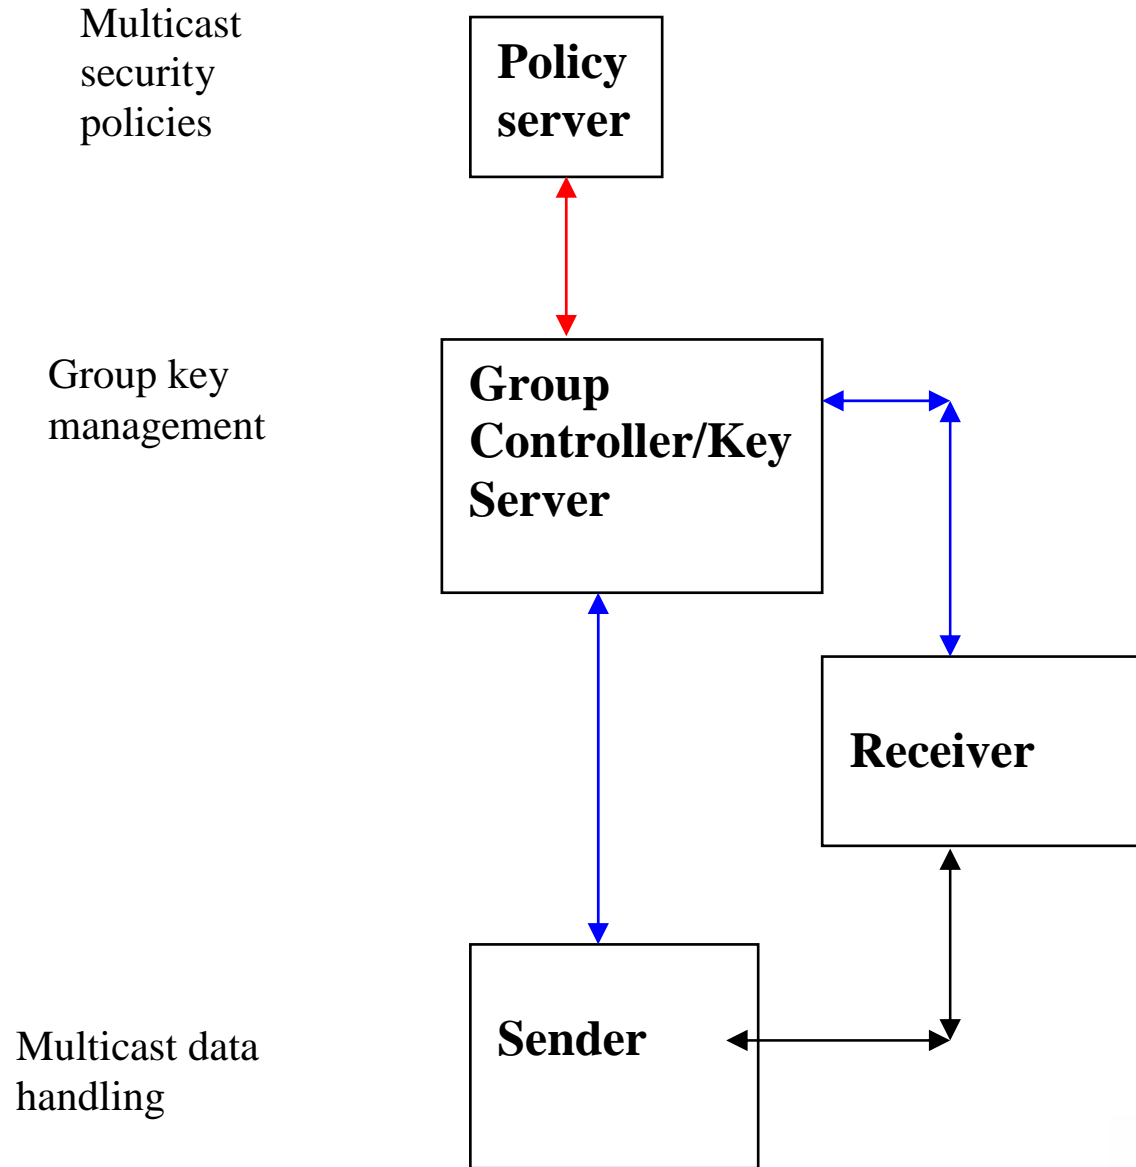 Multicast
security
policies
Policy
server
Group key
management
Group
Controller/Key
Server
Receiver
Multicast data
handling
Sender